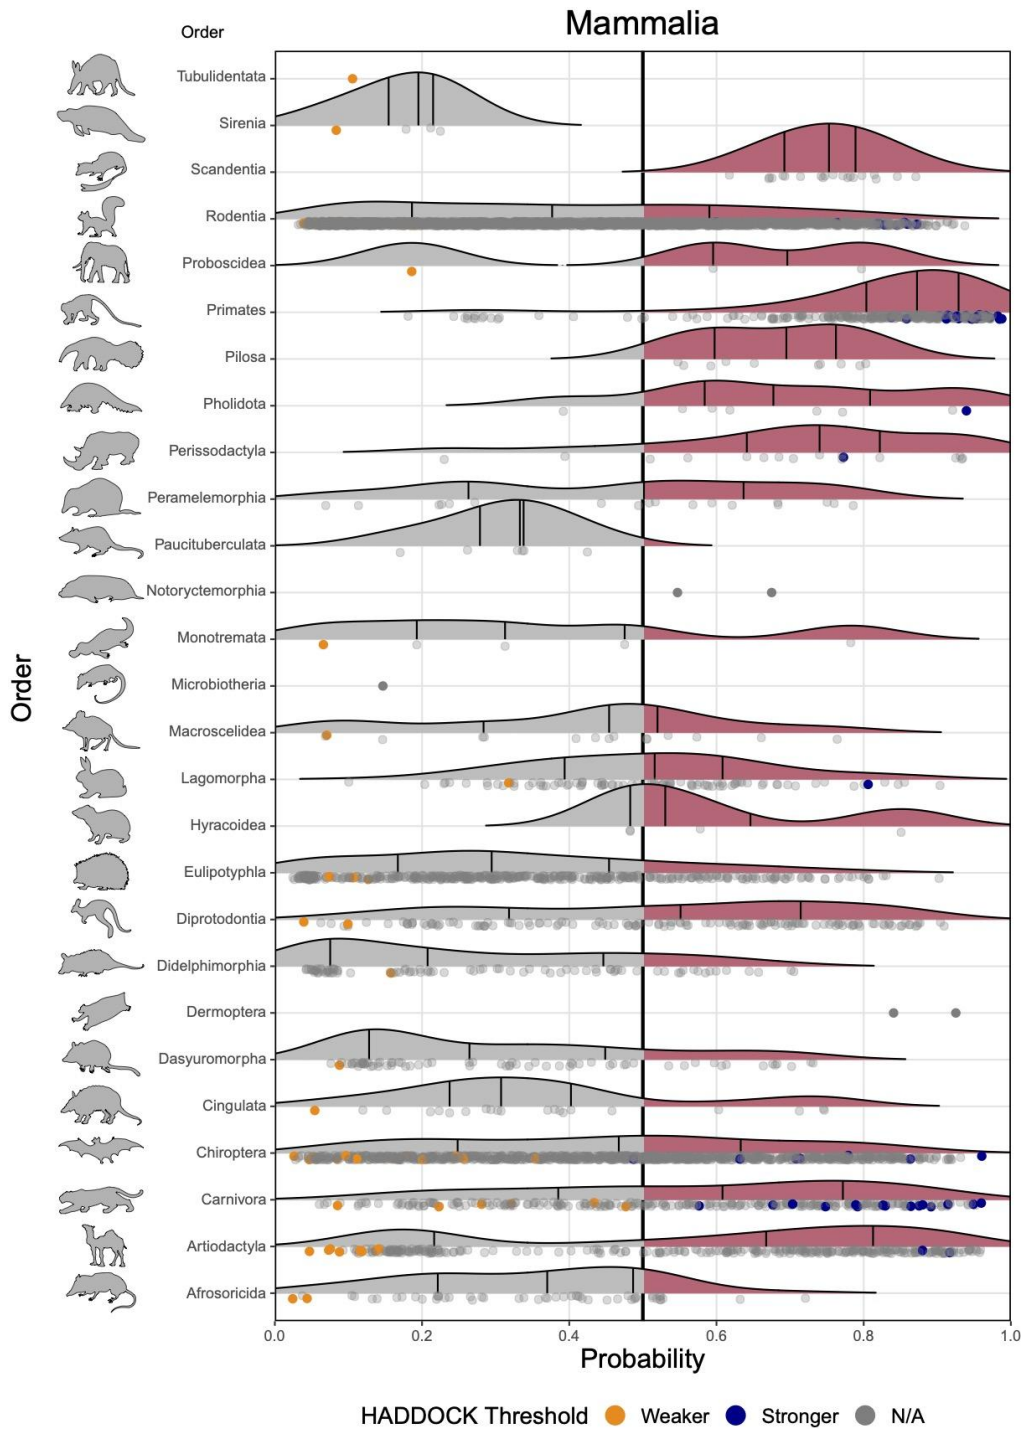 Mammalia
Order
Order
Tubulidentata
Sirenia
Scandentia
Rodentia
Proboscidea
Primates
Pilosa
Pholidota
Perissodactyla
Peramelemorphia
Paucituberculata
Notoryctemorphia
Monotremata
Microbiotheria
Macroscelidea
Lagomorpha
Hyracoidea
Eulipotyphla
Diprotodontia
Didelphimorphia
Dermoptera
Dasyuromorpha
Cingulata
Chiroptera
Carnivora
Artiodactyla
Afrosoricida
0.0 0.2 0.4 0.6 0.8 1.0
Probability
HADDOCK Threshold Weaker Stronger N/A